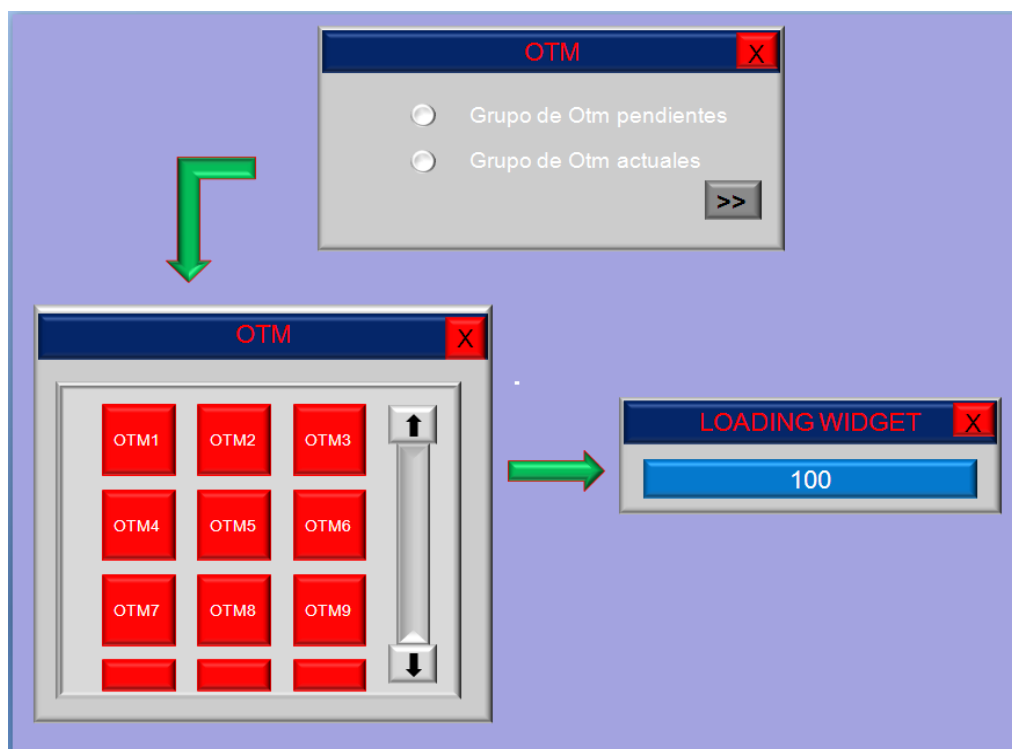 OTM X
Grupo de Otm pendientes
Grupo de Otm actuales
>>
OTM X
OTM1 OTM2 OTM3
OTM4 OTM5 OTM6
OTM7 OTM8 OTM9
LOADING WIDGET X
100